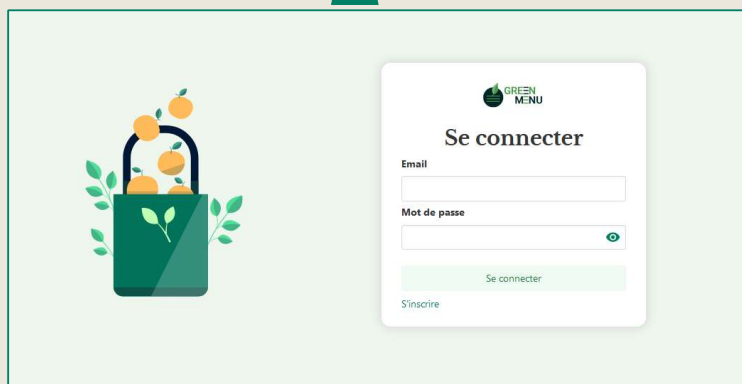 GREEN
MENU
Se connecter
Email
Mot de passe
Se connecter
S'inscrire